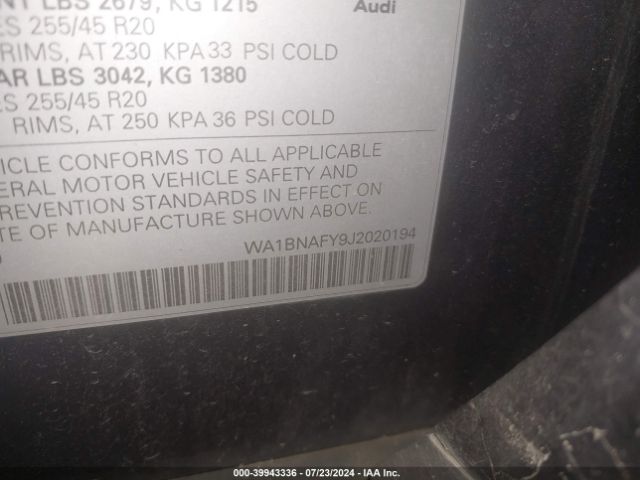 NT LBS 2679, KG 1215
Audi
ES 255/45 R20
RIMS, AT 230 KPA 33 PSI COLD
AR LBS 3042, KG 1380
ES 255/45 R20
RIMS, AT 250 KPA 36 PSI COLD
ICLE CONFORMS TO ALL APPLICABLE
ERAL MOTOR VEHICLE SAFETY AND
REVENTION STANDARDS IN EFFECT ON
TE OF MANUFACTURE SHOWN ABOVE.
WA1BNAFY9J2020194
000-39943336 - 07/23/2024 - IAA Inc.